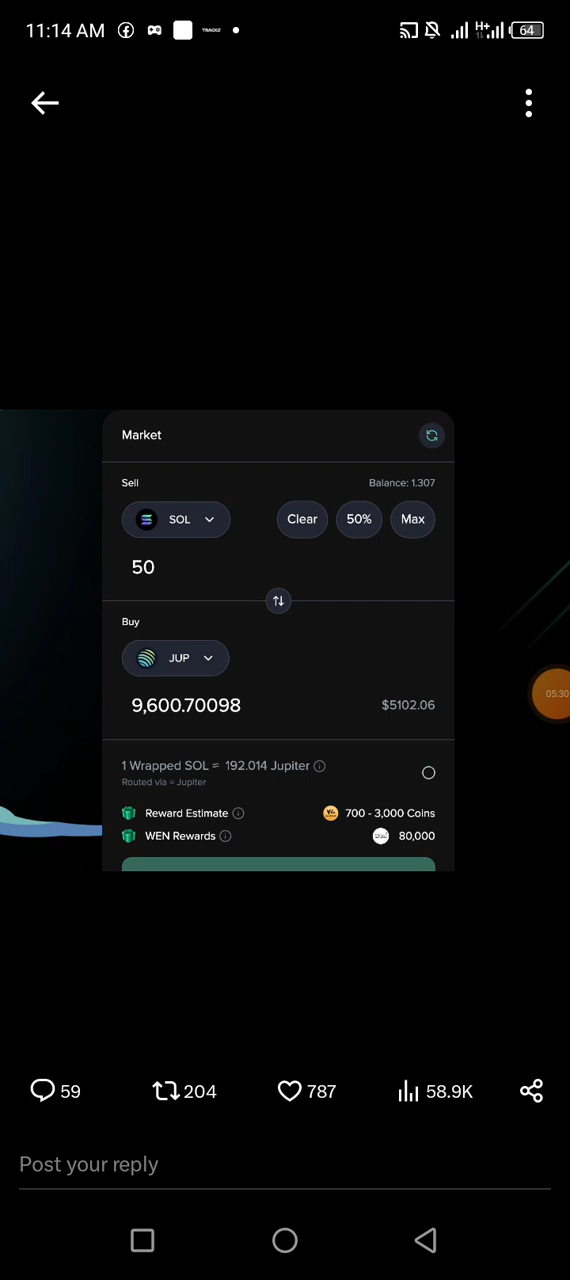 11:14 AM
64
Market
Sell
Balance: 1.307
SOL
Clear
50%
Max
50
Buy
JUP
9,600.70098
$5102.06
1 Wrapped SOL ≈ 192.014 Jupiter
Routed via = Jupiter
Reward Estimate
700 - 3,000 Coins
WEN Rewards
80,000
05:30
59
204
787
58.9K
Post your reply